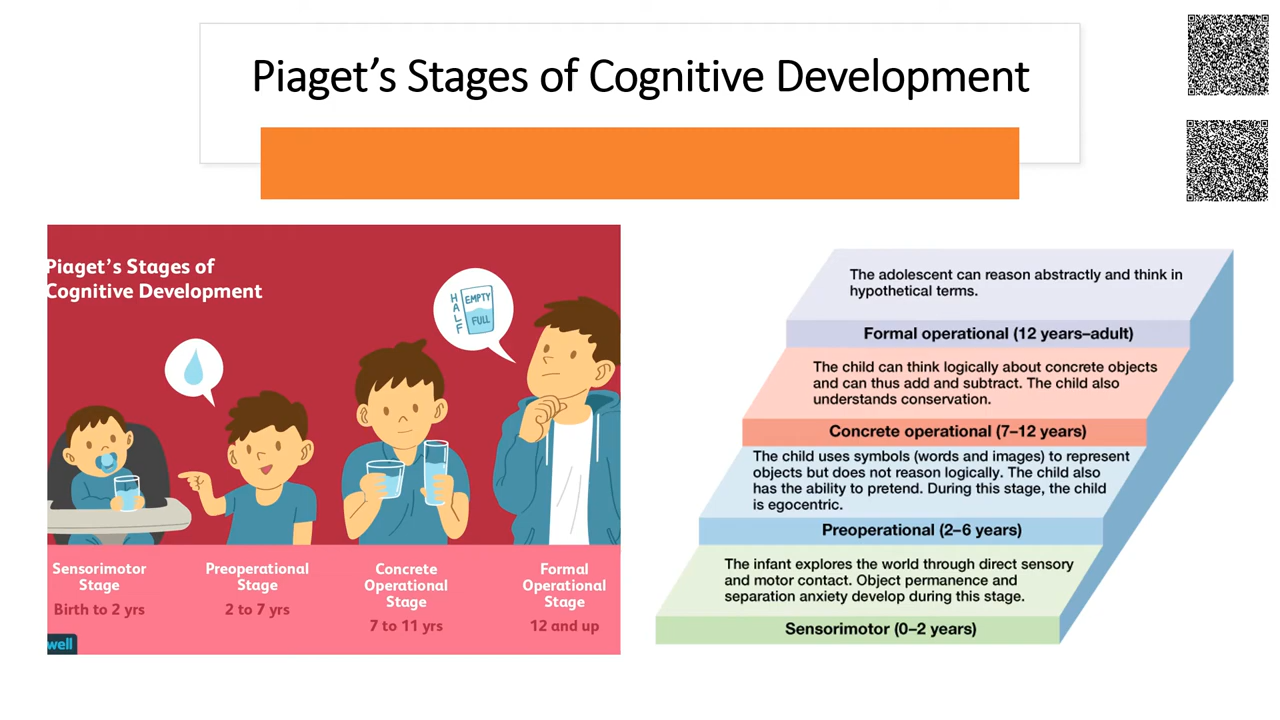 Piaget’s Stages of Cognitive Development
Piaget’s Stages of
Cognitive Development
HALF
EMPTY
FULL
Sensorimotor
Stage
Birth to 2 yrs
Preoperational
Stage
2 to 7 yrs
Concrete
Operational
Stage
7 to 11 yrs
Formal
Operational
Stage
12 and up
well
The adolescent can reason abstractly and think in
hypothetical terms.
Formal operational (12 years–adult)
The child can think logically about concrete objects
and can thus add and subtract. The child also
understands conservation.
Concrete operational (7–12 years)
The child uses symbols (words and images) to represent
objects but does not reason logically. The child also
has the ability to pretend. During this stage, the child
is egocentric.
Preoperational (2–6 years)
The infant explores the world through direct sensory
and motor contact. Object permanence and
separation anxiety develop during this stage.
Sensorimotor (0–2 years)